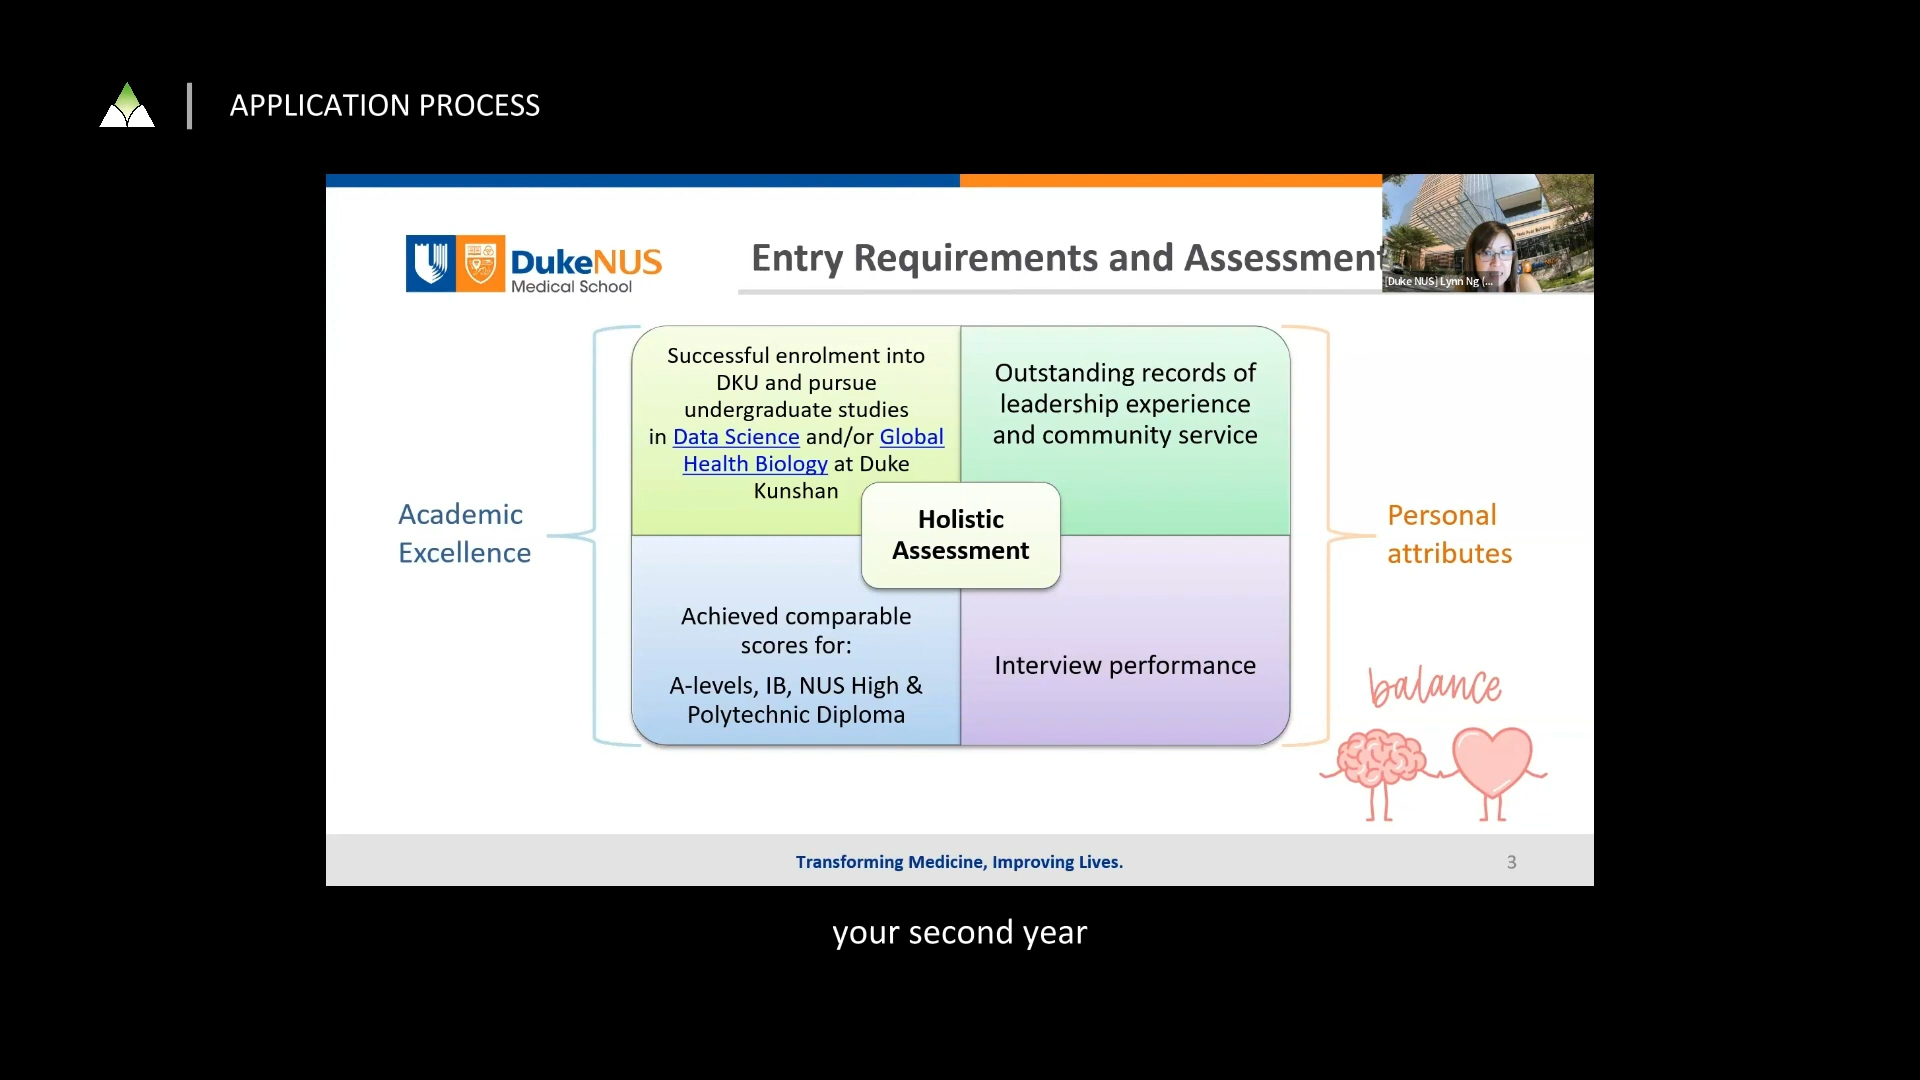 APPLICATION PROCESS
DukeNUS
Medical School
Entry Requirements and Assessment
[Duke NUS] Lynn Ng (...
Successful enrolment into
DKU and pursue
undergraduate studies
in Data Science and/or Global
Health Biology at Duke
Kunshan
Outstanding records of
leadership experience
and community service
Academic
Excellence
Holistic
Assessment
Personal
attributes
Achieved comparable
scores for:
A-levels, IB, NUS High &
Polytechnic Diploma
Interview performance
balance
Transforming Medicine, Improving Lives.
3
your second year